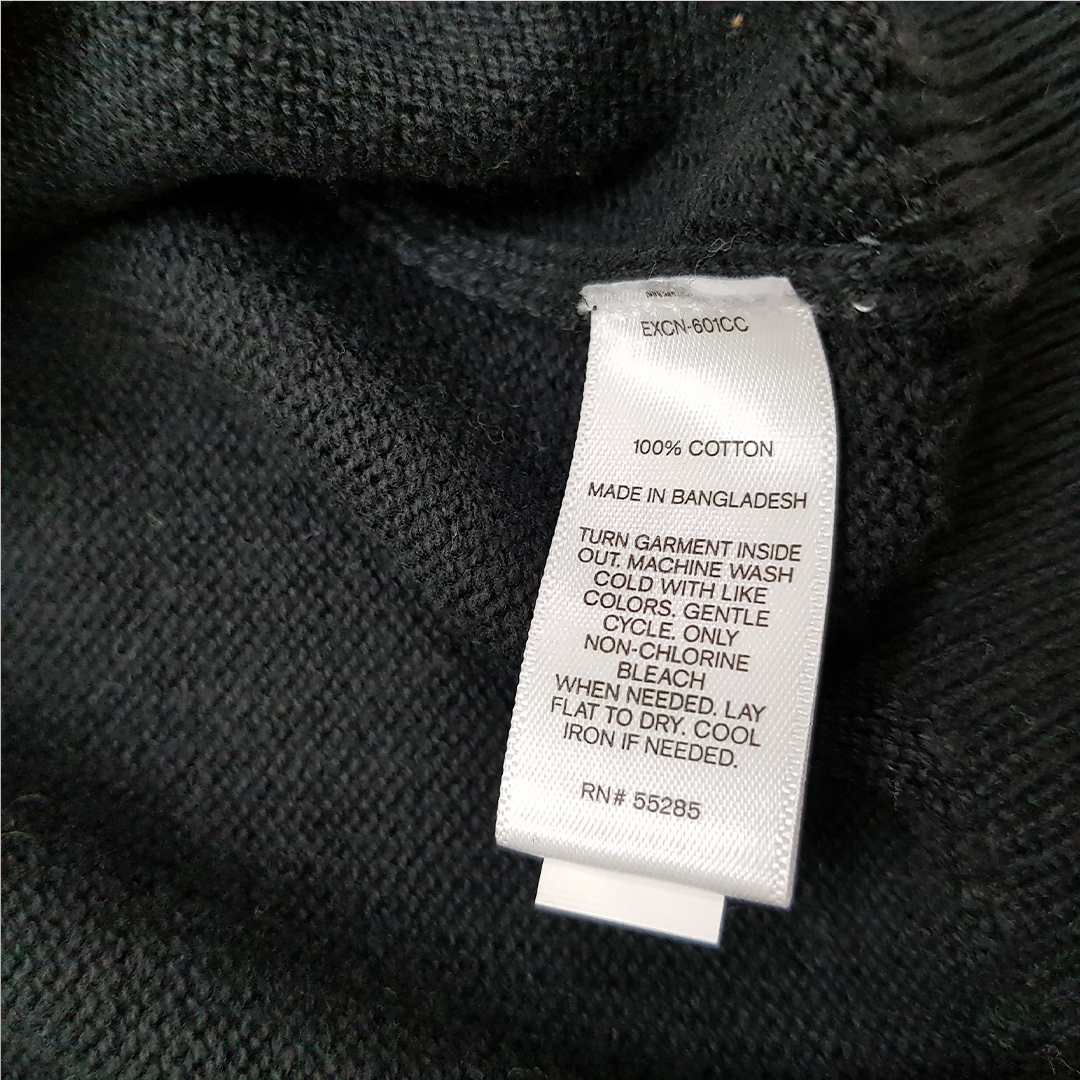 EXCN-601CC
100% COTTON
MADE IN BANGLADESH
TURN GARMENT INSIDE
OUT. MACHINE WASH
COLD WITH LIKE
COLORS. GENTLE
CYCLE. ONLY
NON-CHLORINE
BLEACH
WHEN NEEDED. LAY
FLAT TO DRY. COOL
IRON IF NEEDED.
RN# 55285